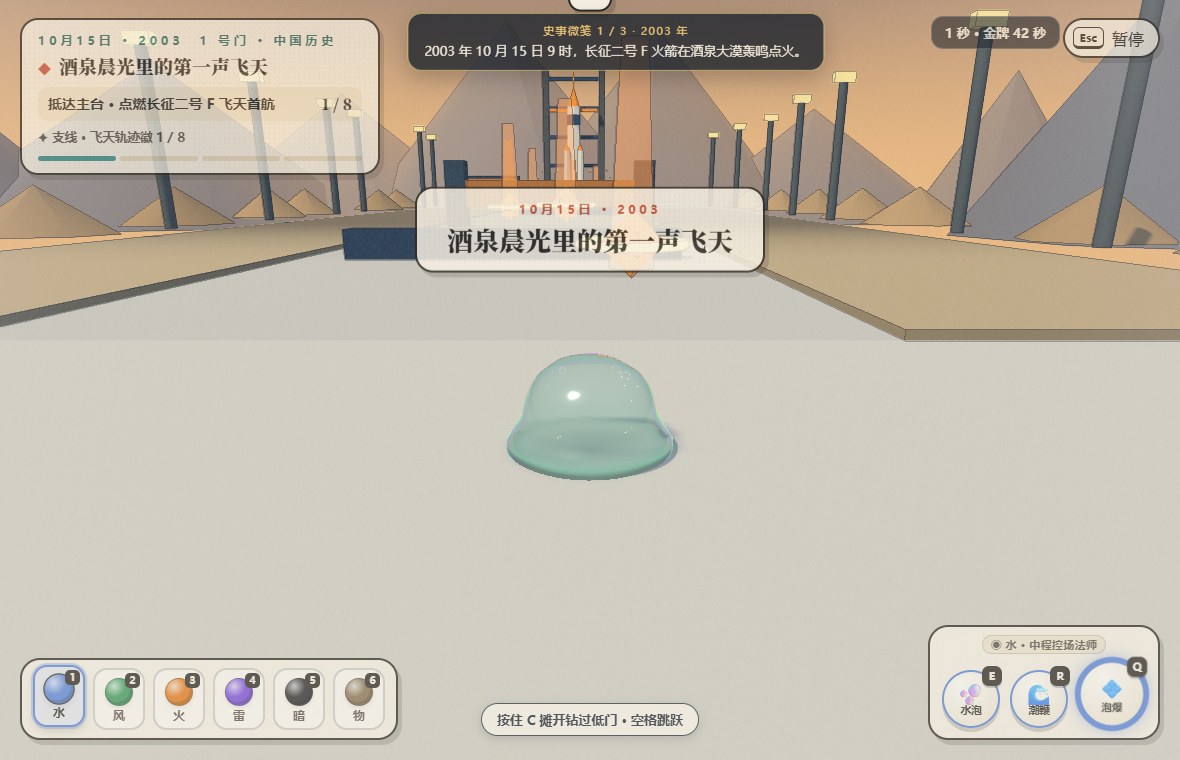 10月15日 · 2003 1 号门 · 中国历史
◆ 酒泉晨光里的第一声飞天
抵达主台 · 点燃长征二号 F 飞天首航 1 / 8
✦ 支线 · 飞天轨迹徽 1 / 8
史事微笺 1 / 3 · 2003 年
2003 年 10 月 15 日 9 时，长征二号 F 火箭在酒泉大漠轰鸣点火。
1 秒 · 金牌 42 秒
Esc 暂停
10月15日 · 2003
酒泉晨光里的第一声飞天
1 水
2 风
3 火
4 雷
5 暗
6 物
按住 C 摊开钻过低门 · 空格跳跃
◉ 水 · 中程控场法师
E 水泡
R 潮鞭
Q 泡爆